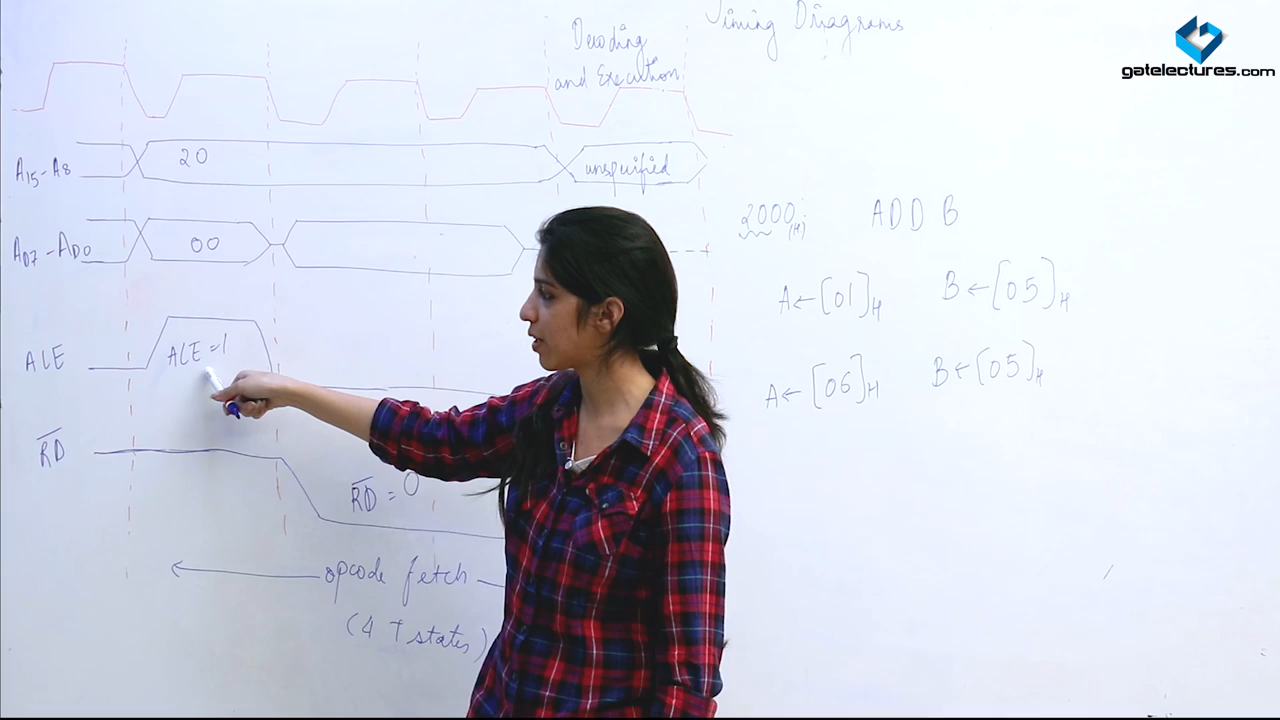 Timing Diagrams
gatelectures.com
Decoding
and Execution
A15-A8
20
unspecified
AD7-AD0
00
ALE
ALE=1
RD
RD = 0
opcode fetch
(4 T states)
2000(H) ADD B
A←[01]H B←[05]H
A←[06]H B←[05]H